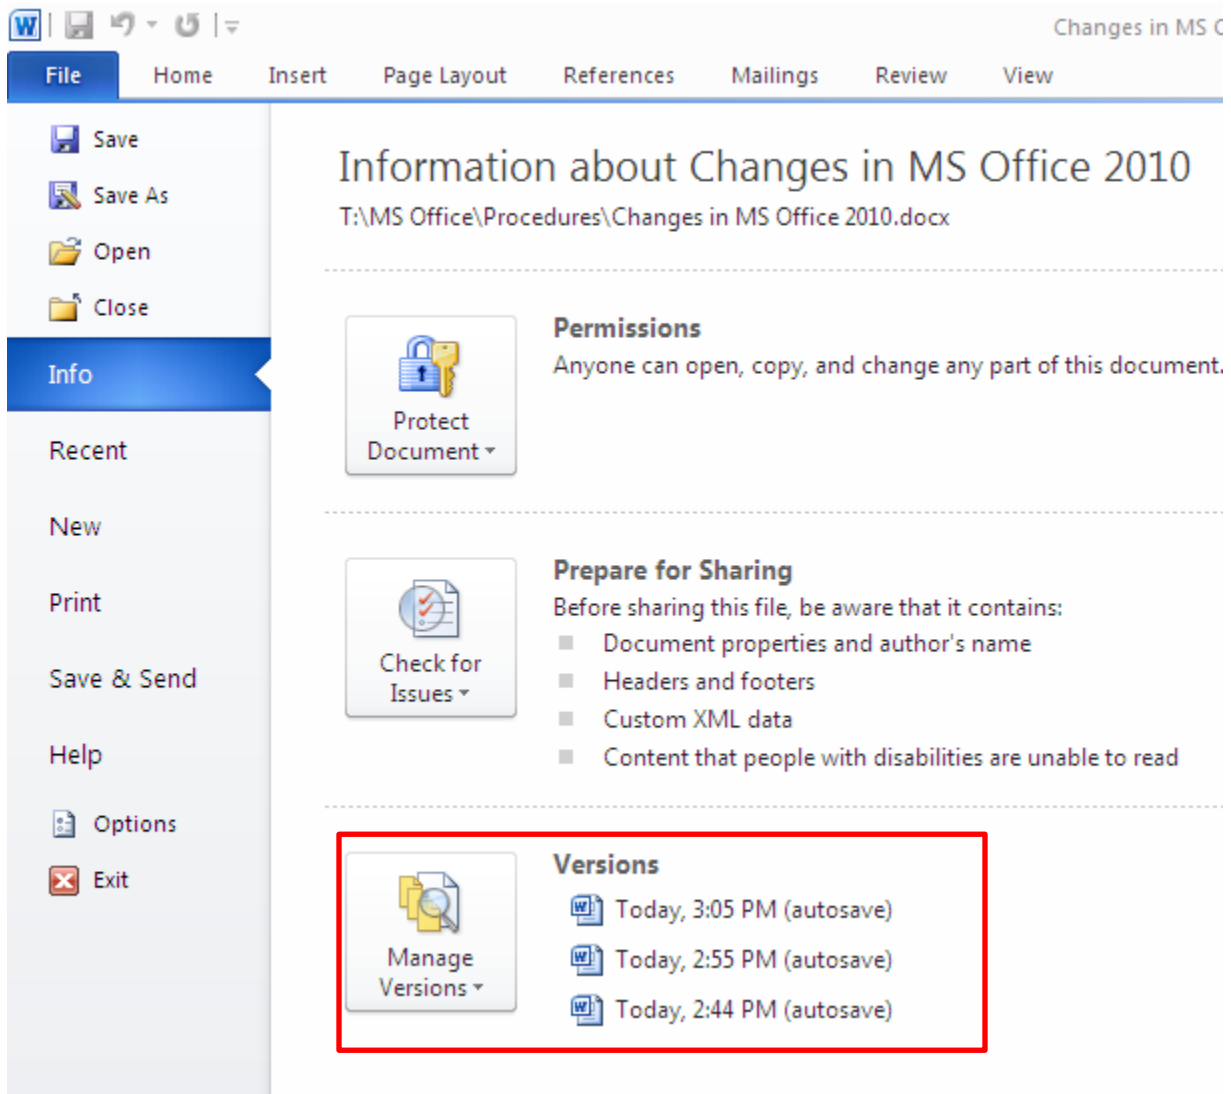 Changes in MS O
File Home Insert Page Layout References Mailings Review View
Save
Save As
Open
Close
Info
Recent
New
Print
Save & Send
Help
Options
Exit
Information about Changes in MS Office 2010
T:\MS Office\Procedures\Changes in MS Office 2010.docx
Protect
Document
Permissions
Anyone can open, copy, and change any part of this document.
Check for
Issues
Prepare for Sharing
Before sharing this file, be aware that it contains:
Document properties and author's name
Headers and footers
Custom XML data
Content that people with disabilities are unable to read
Manage
Versions
Versions
Today, 3:05 PM (autosave)
Today, 2:55 PM (autosave)
Today, 2:44 PM (autosave)